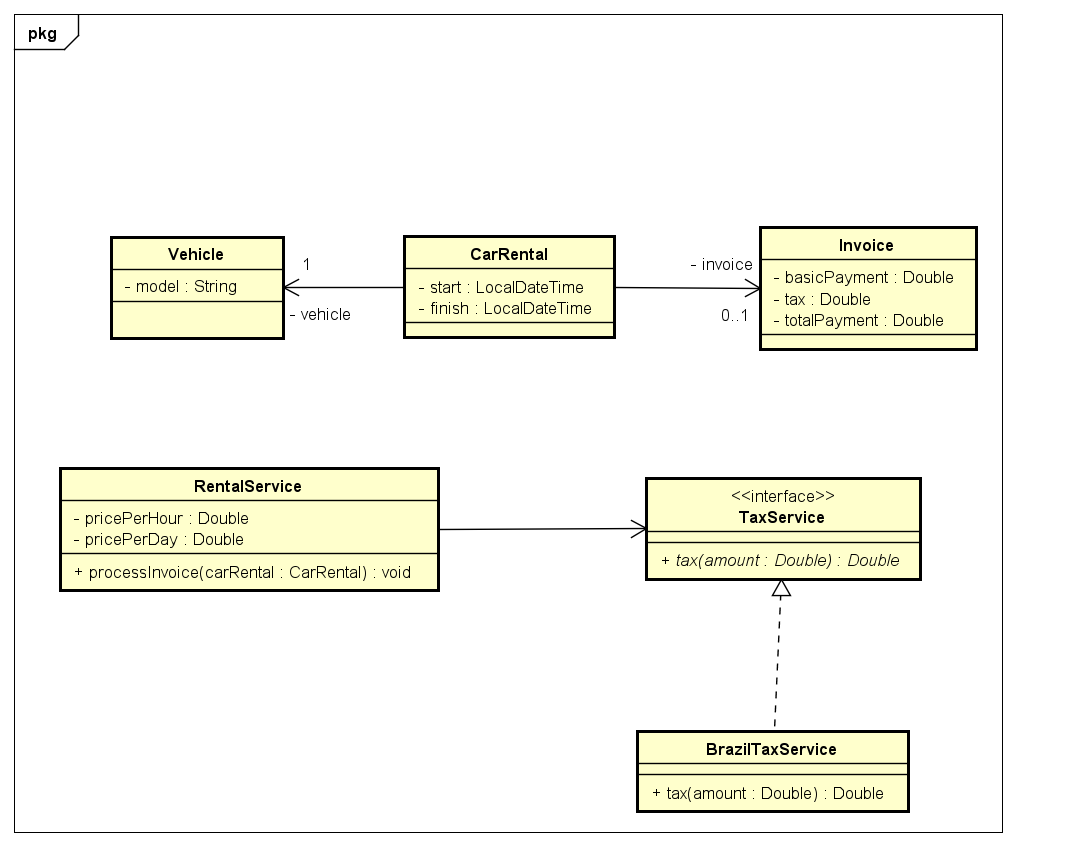 pkg
Vehicle
- model : String
1
- vehicle
CarRental
- start : LocalDateTime
- finish : LocalDateTime
- invoice
0..1
Invoice
- basicPayment : Double
- tax : Double
- totalPayment : Double
RentalService
- pricePerHour : Double
- pricePerDay : Double
+ processInvoice(carRental : CarRental) : void
<<interface>>
TaxService
+ tax(amount : Double) : Double
BrazilTaxService
+ tax(amount : Double) : Double